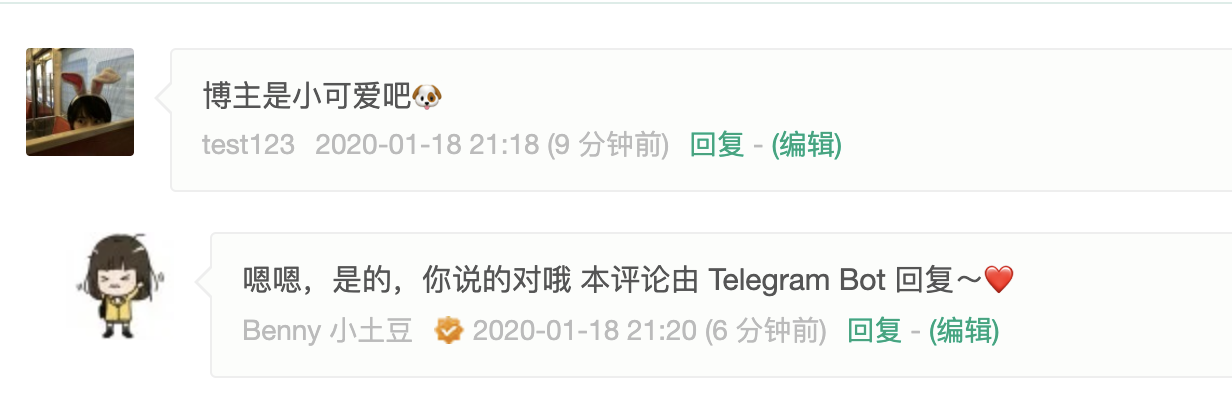 博主是小可爱吧🐶
test123 2020-01-18 21:18 (9 分钟前) 回复 - (编辑)
嗯嗯，是的，你说的对哦 本评论由 Telegram Bot 回复～❤️
Benny 小土豆 2020-01-18 21:20 (6 分钟前) 回复 - (编辑)